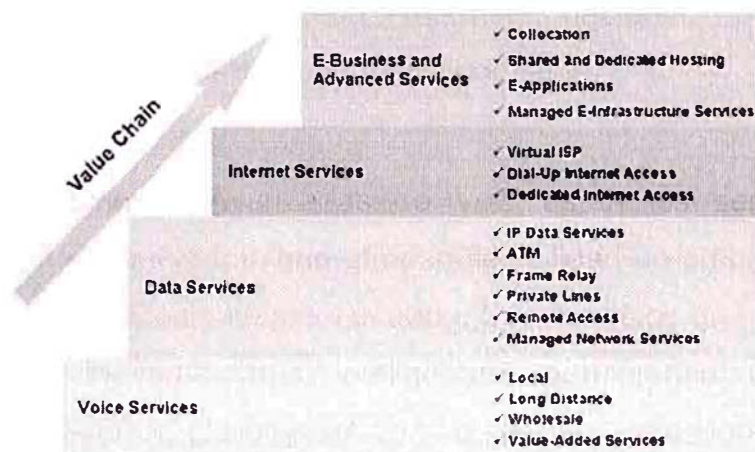 Value Chain
E-Business and
Advanced Services
✓ Collocation
✓ Shared and Dedicated Hosting
✓ E-Applications
✓ Managed E-Infrastructure Services
Internet Services
✓ Virtual ISP
✓ Dial-Up Internet Access
✓ Dedicated Internet Access
Data Services
✓ IP Data Services
✓ ATM
✓ Frame Relay
✓ Private Lines
✓ Remote Access
✓ Managed Network Services
Voice Services
✓ Local
✓ Long Distance
✓ Wholesale
✓ Value-Added Services